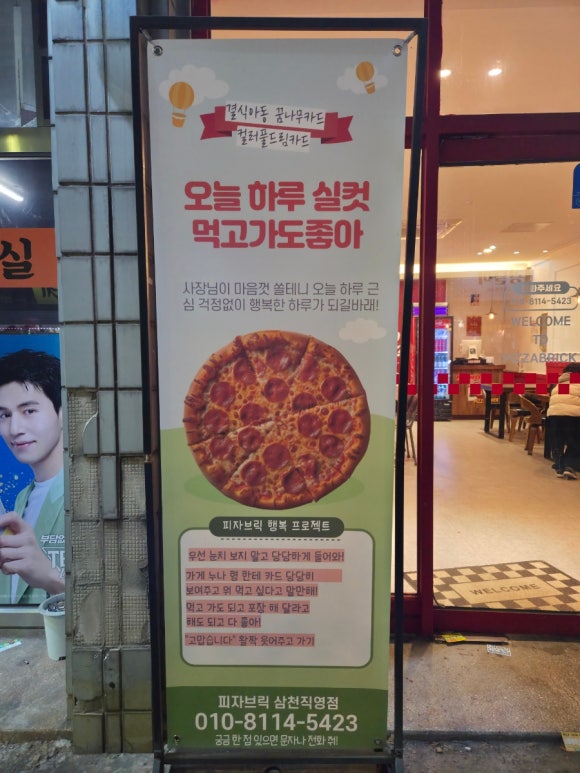 결식아동 꿈나무카드
컬러풀드림카드
오늘 하루 실컷
먹고가도좋아
사장님이 마음껏 쏠테니 오늘 하루 근
심 걱정없이 행복한 하루가 되길바래!
피자브릭 행복 프로젝트
우선 눈치 보지 말고 당당하게 들어와!
가게 누나 형 한테 카드 당당히
보여주고 뭐 먹고 싶다고 말만해!
먹고 가도 되고 포장 해 달라고
해도 되고 다 좋아!
"고맙습니다" 활짝 웃어주고 가기
피자브릭 삼천직영점
010-8114-5423
궁금한 점 있으면 문자나 전화 줘!
실
8114-5423
WELCOME
TO
WELCOME